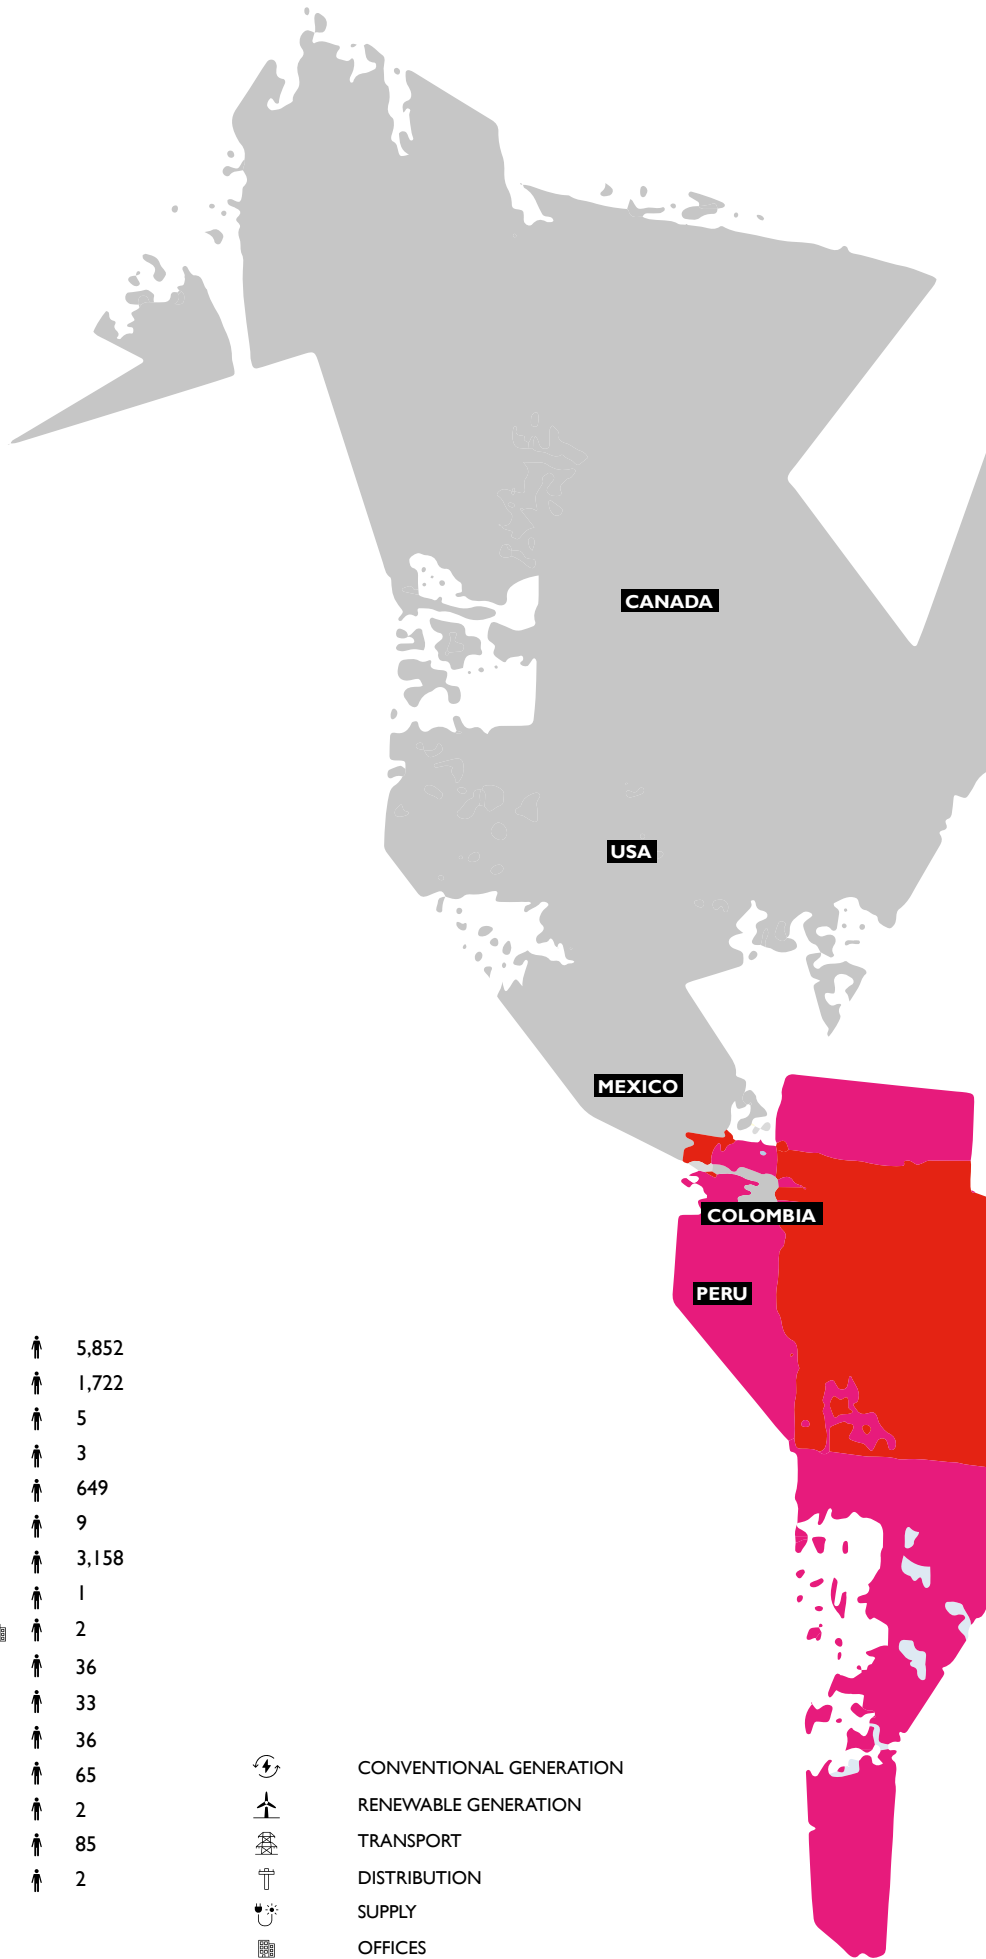 CANADA
USA
MEXICO
COLOMBIA
PERU
5,852
1,722
5
3
649
9
3,158
1
2
36
33
36
65
2
85
2
CONVENTIONAL GENERATION
RENEWABLE GENERATION
TRANSPORT
DISTRIBUTION
SUPPLY
OFFICES